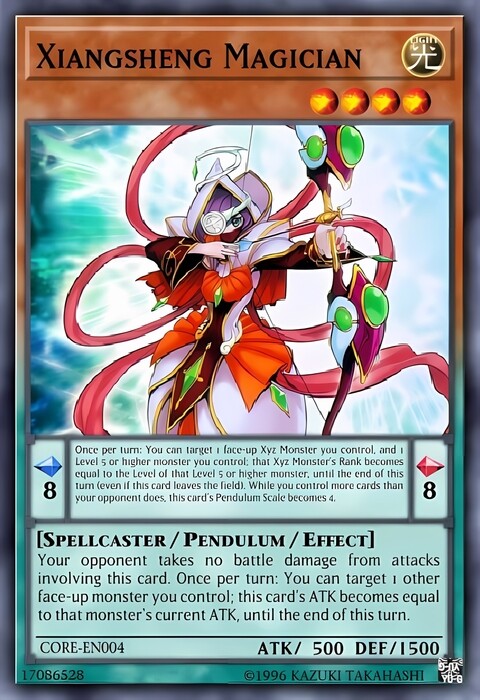 Xiangsheng Magician
LIGHT
光
Once per turn: You can target 1 face-up Xyz Monster you control, and 1
Level 5 or higher monster you control; that Xyz Monster's Rank becomes
equal to the Level of that Level 5 or higher monster, until the end of this
turn (even if this card leaves the field). While you control more cards than
your opponent does, this card's Pendulum Scale becomes 4.
8
8
[Spellcaster / Pendulum / Effect]
Your opponent takes no battle damage from attacks
involving this card. Once per turn: You can target 1 other
face-up monster you control; this card's ATK becomes equal
to that monster's current ATK, until the end of this turn.
CORE-EN004
ATK/ 500 DEF/1500
17086528
©1996 KAZUKI TAKAHASHI